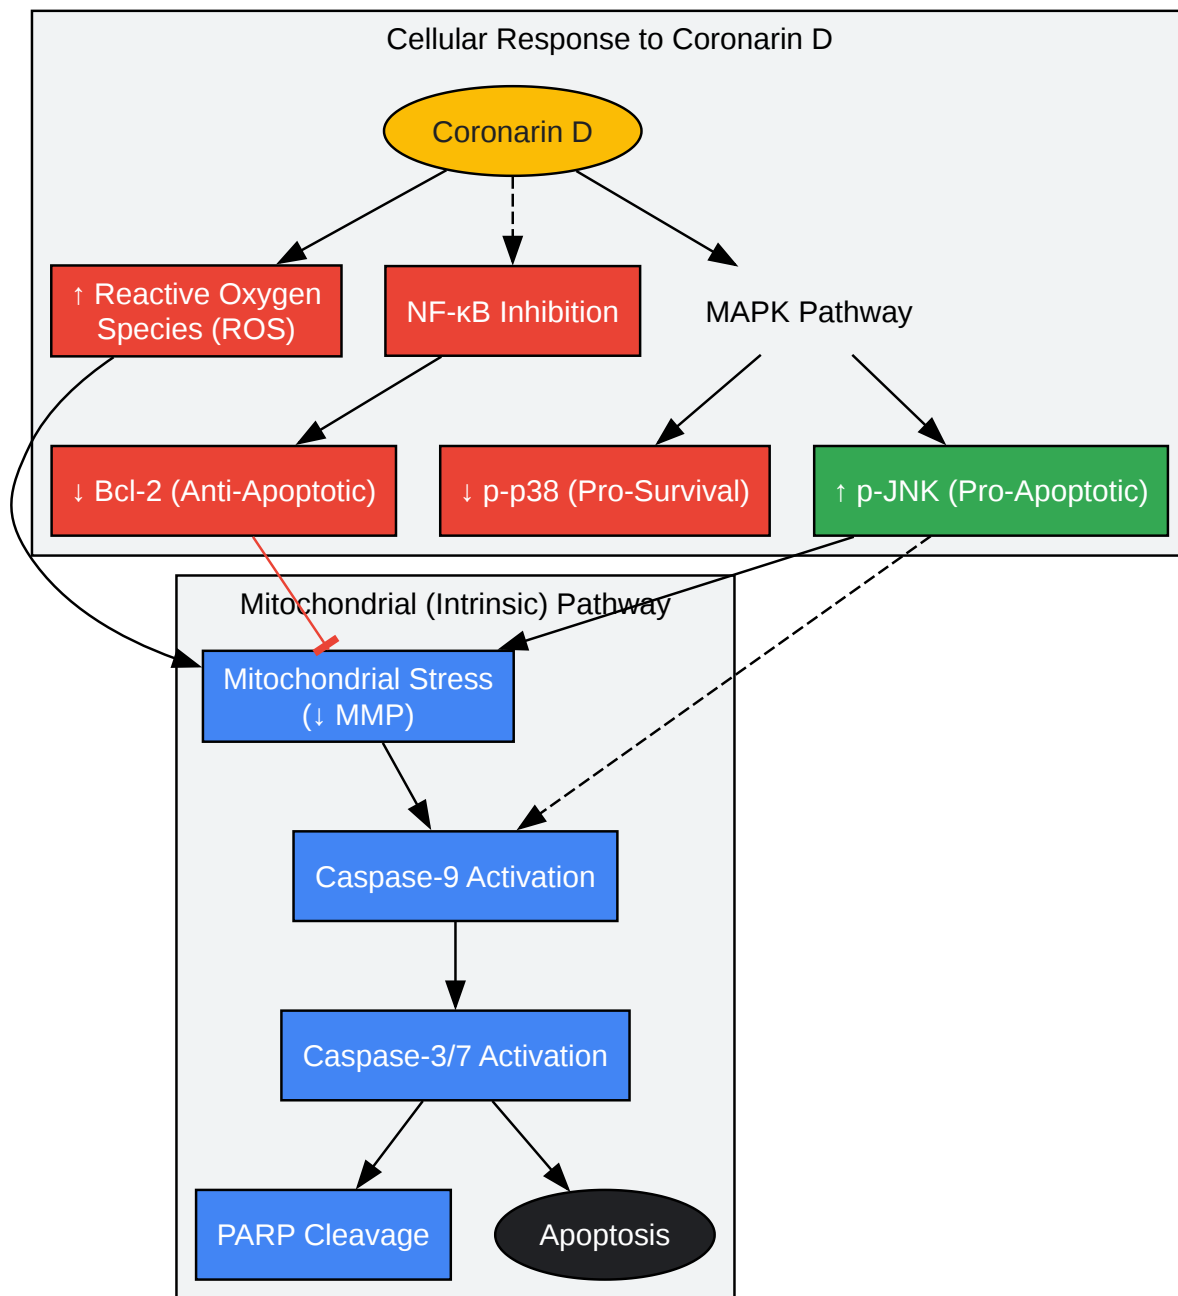 Cellular Response to Coronarin D
Coronarin D
↑ Reactive Oxygen
Species (ROS)
NF-κB Inhibition
MAPK Pathway
↓ Bcl-2 (Anti-Apoptotic)
↓ p-p38 (Pro-Survival)
↑ p-JNK (Pro-Apoptotic)
Mitochondrial (Intrinsic) Pathway
Mitochondrial Stress
(↓ MMP)
Caspase-9 Activation
Caspase-3/7 Activation
PARP Cleavage
Apoptosis